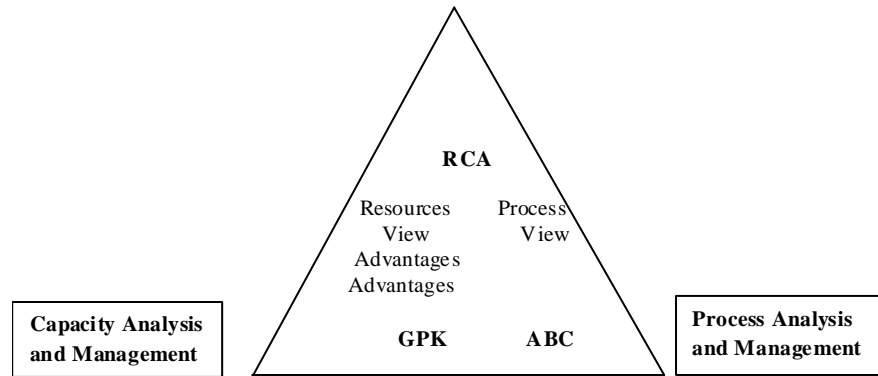 RCA
Resources
View
Advantages
Advantages
Process
View
Capacity Analysis
and Management
GPK
ABC
Process Analysis
and Management